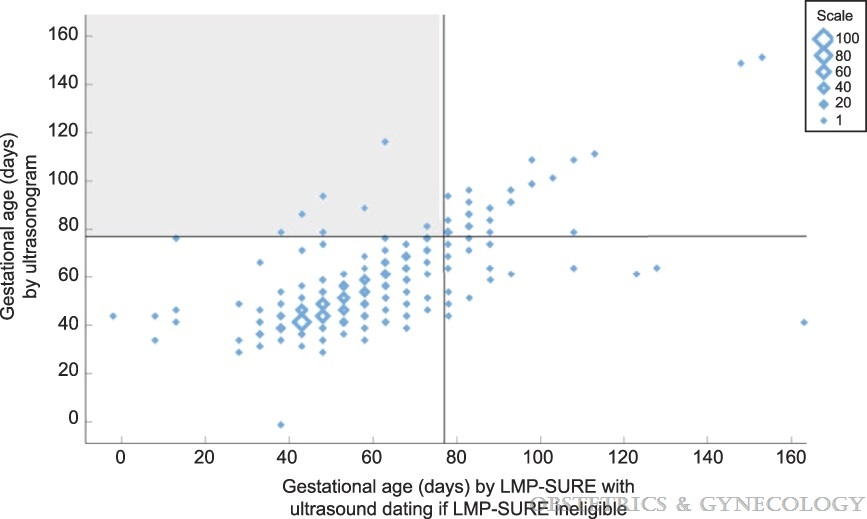 Scale
100
80
60
40
20
1
160
140
120
100
80
60
40
20
0
Gestational age (days)
by ultrasonogram
0 20 40 60 80 100 120 140 160
Gestational age (days) by LMP-SURE with
ultrasound dating if LMP-SURE ineligible
OBSTETRICS & GYNECOLOGY